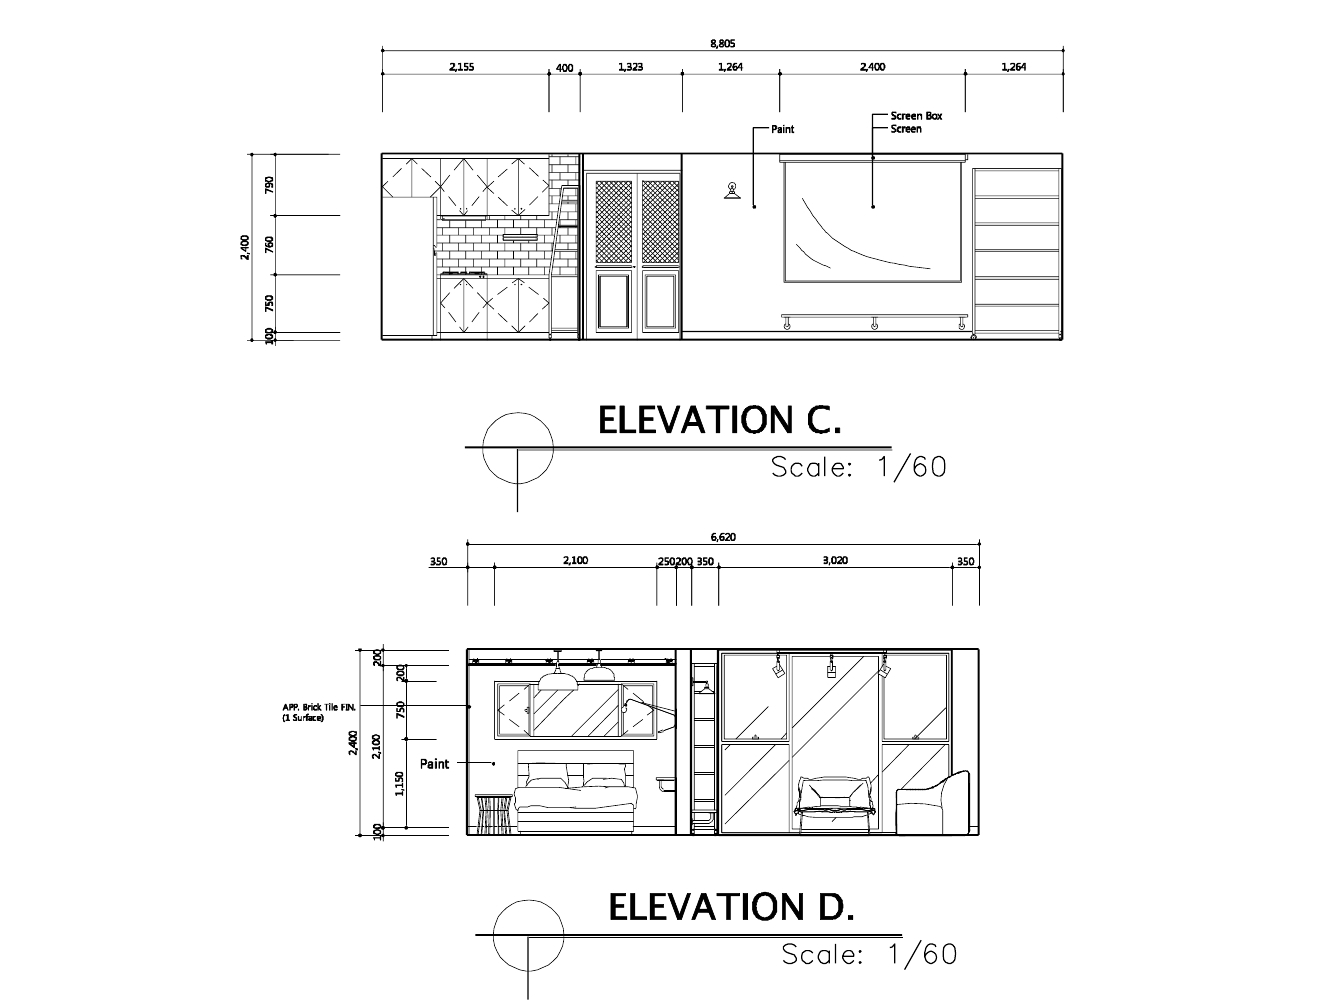 8,805
2,155 400 1,323 1,264 2,400 1,264
Screen Box
Paint Screen
790
2,400 760
750
100
ELEVATION C.
Scale: 1/60
6,620
350 2,100 250 200 350 3,020 350
200
200
APP. Brick Tile FIN.
(1 Surface)
750
2,400 2,100
Paint
1,150
100
ELEVATION D.
Scale: 1/60